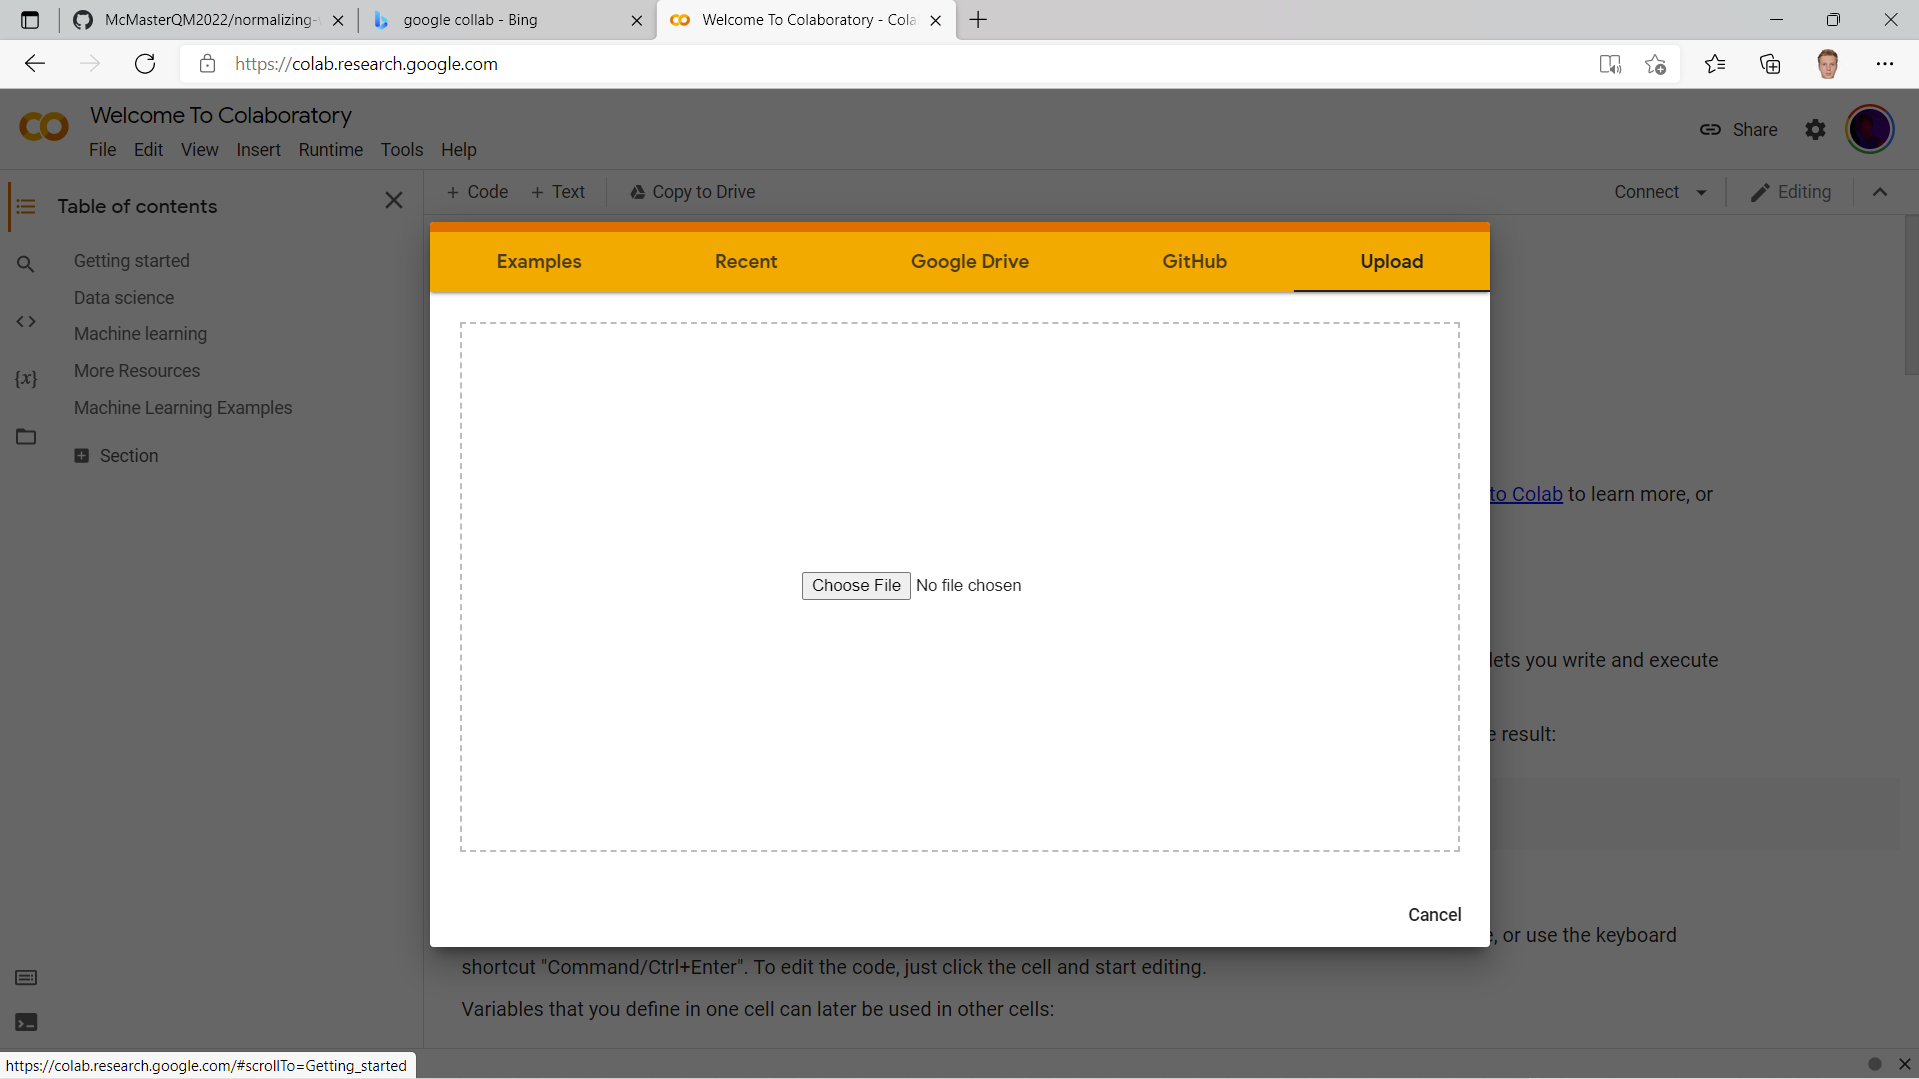 McMasterQM2022/normalizing-
google collab - Bing
Welcome To Colaboratory - Cola
https://colab.research.google.com
Welcome To Colaboratory
File Edit View Insert Runtime Tools Help
Share
Table of contents
+ Code + Text Copy to Drive
Connect Editing
Getting started
Data science
Machine learning
More Resources
Machine Learning Examples
Section
Examples Recent Google Drive GitHub Upload
Choose File No file chosen
Cancel
to Colab to learn more, or
lets you write and execute
e result:
e, or use the keyboard
shortcut "Command/Ctrl+Enter". To edit the code, just click the cell and start editing.
Variables that you define in one cell can later be used in other cells:
https://colab.research.google.com/#scrollTo=Getting_started